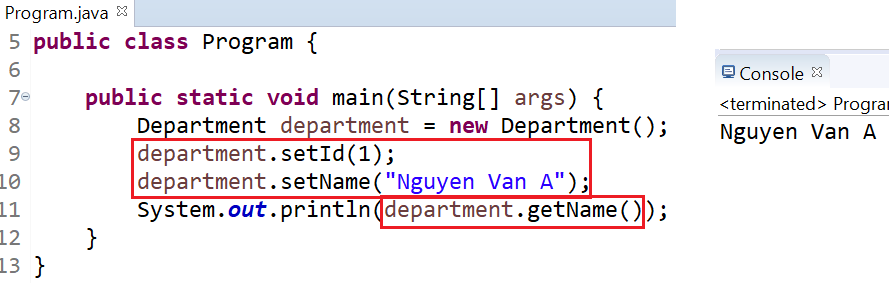 Program.java
5 public class Program {
6
7 public static void main(String[] args) {
8 Department department = new Department();
9 department.setId(1);
10 department.setName("Nguyen Van A");
11 System.out.println(department.getName());
12 }
13 }
Console
<terminated> Progra
Nguyen Van A